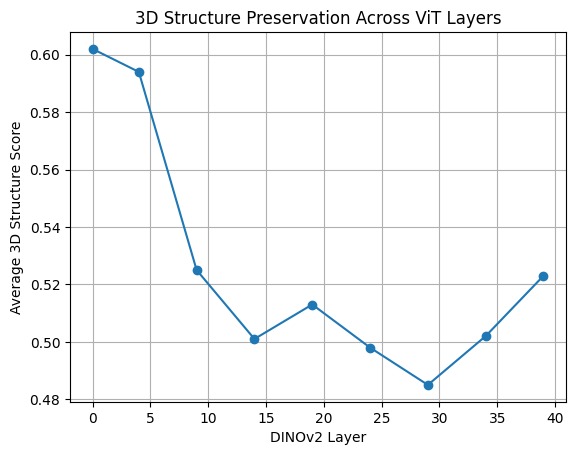 3D Structure Preservation Across ViT Layers
Average 3D Structure Score
0.60
0.58
0.56
0.54
0.52
0.50
0.48
0 5 10 15 20 25 30 35 40
DINOv2 Layer